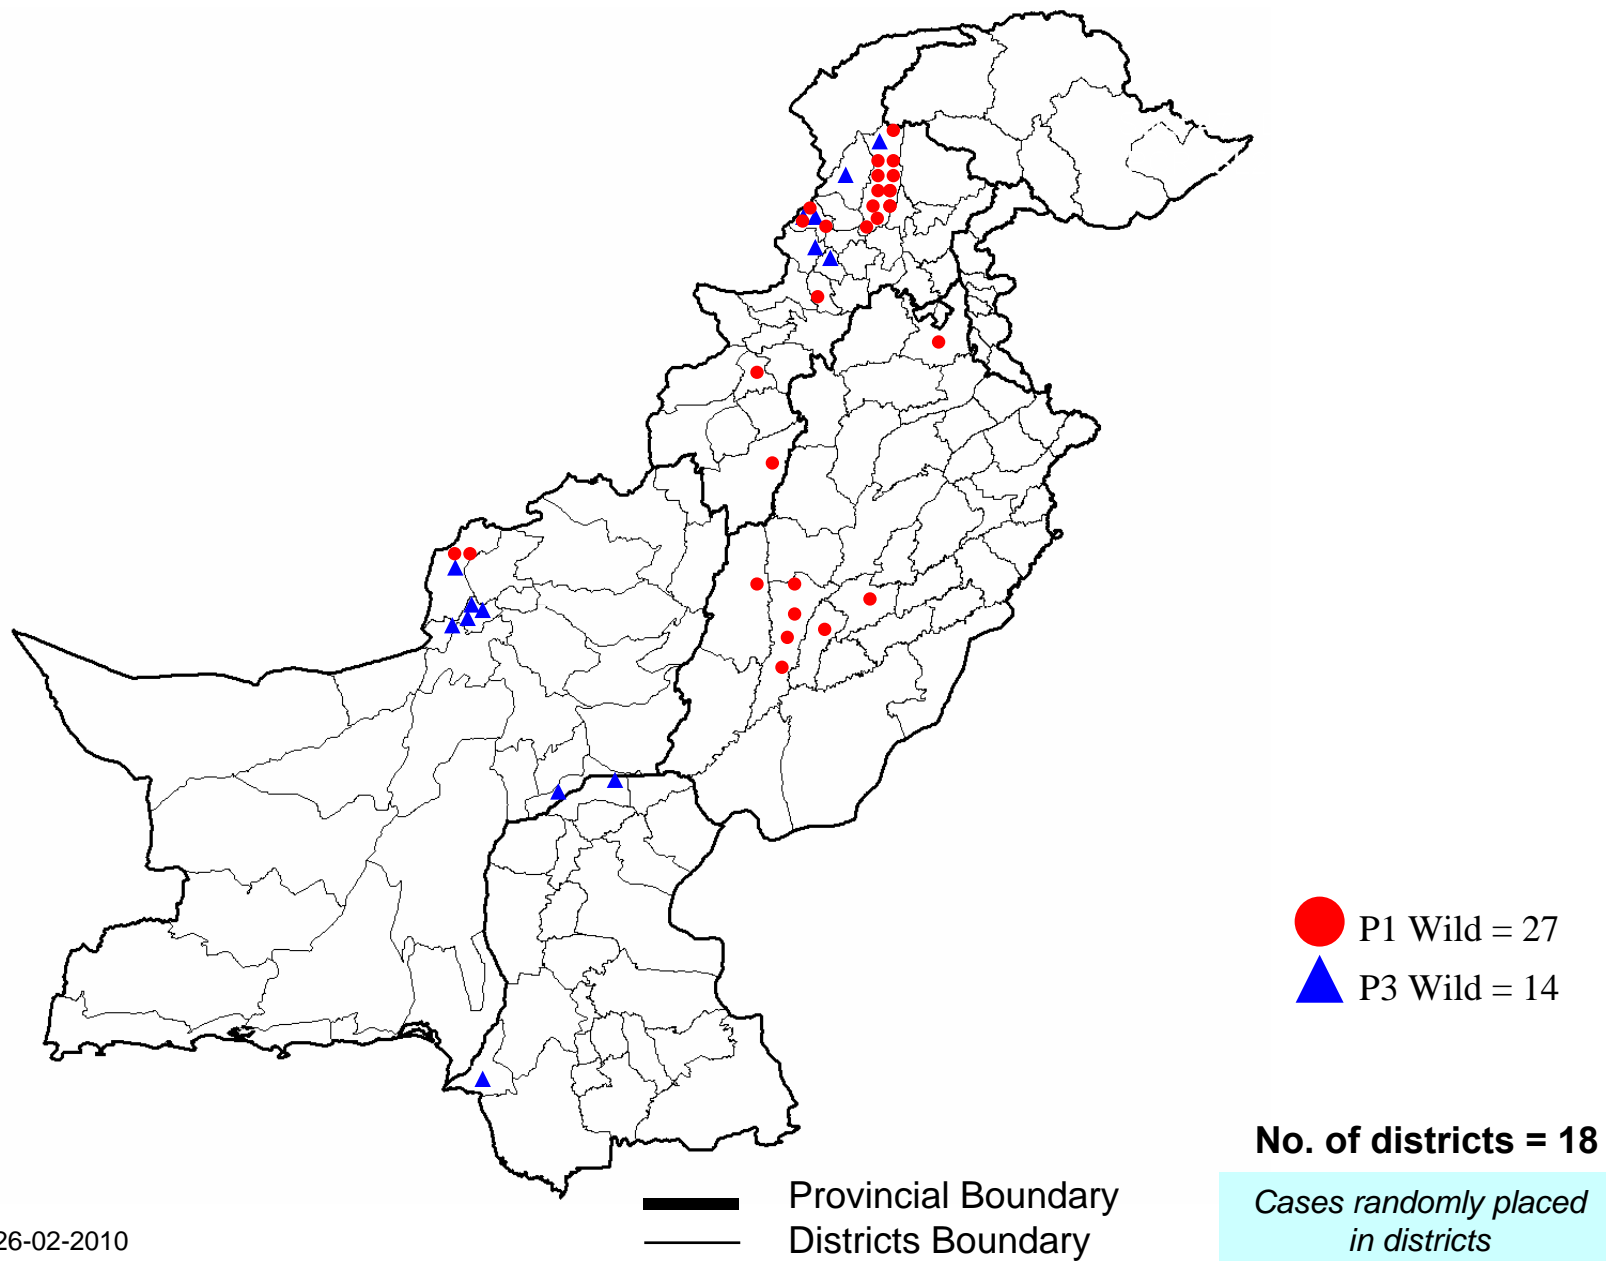 P1 Wild = 27
P3 Wild = 14
No. of districts = 18
Cases randomly placed
in districts
Provincial Boundary
Districts Boundary
26-02-2010